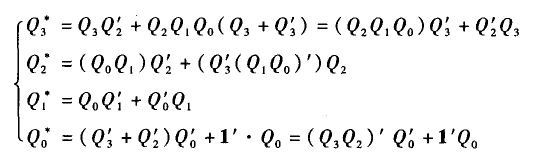 Q₃* = Q₃Q₂′ + Q₂Q₁Q₀(Q₃ + Q₃′) = (Q₂Q₁Q₀)Q₃′ + Q₂′Q₃
Q₂* = (Q₀Q₁)Q₂′ + (Q₃′(Q₁Q₀)′)Q₂
Q₁* = Q₀Q₁′ + Q₀′Q₁
Q₀* = (Q₃′ + Q₂′)Q₀′ + 1′ · Q₀ = (Q₃Q₂)′ Q₀′ + 1′Q₀